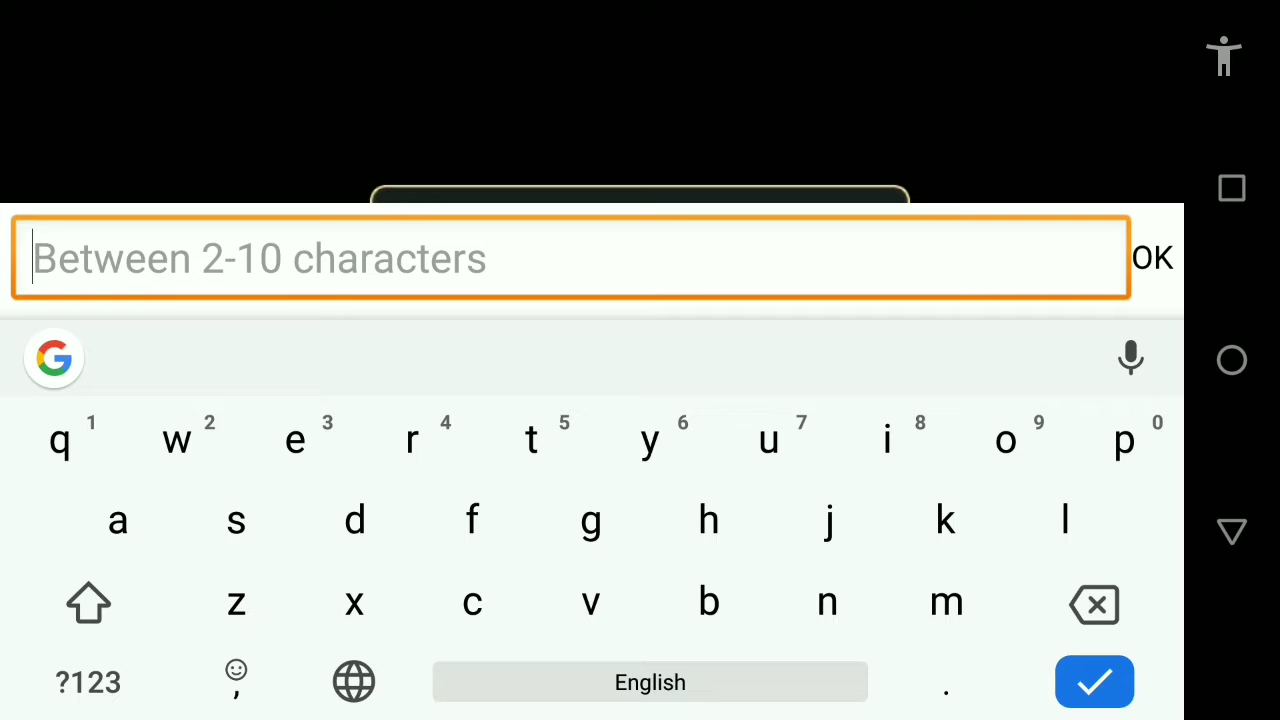 Between 2-10 characters OK
q 1 w 2 e 3 r 4 t 5 y 6 u 7 i 8 o 9 p 0
a s d f g h j k l
z x c v b n m
?123 , English .